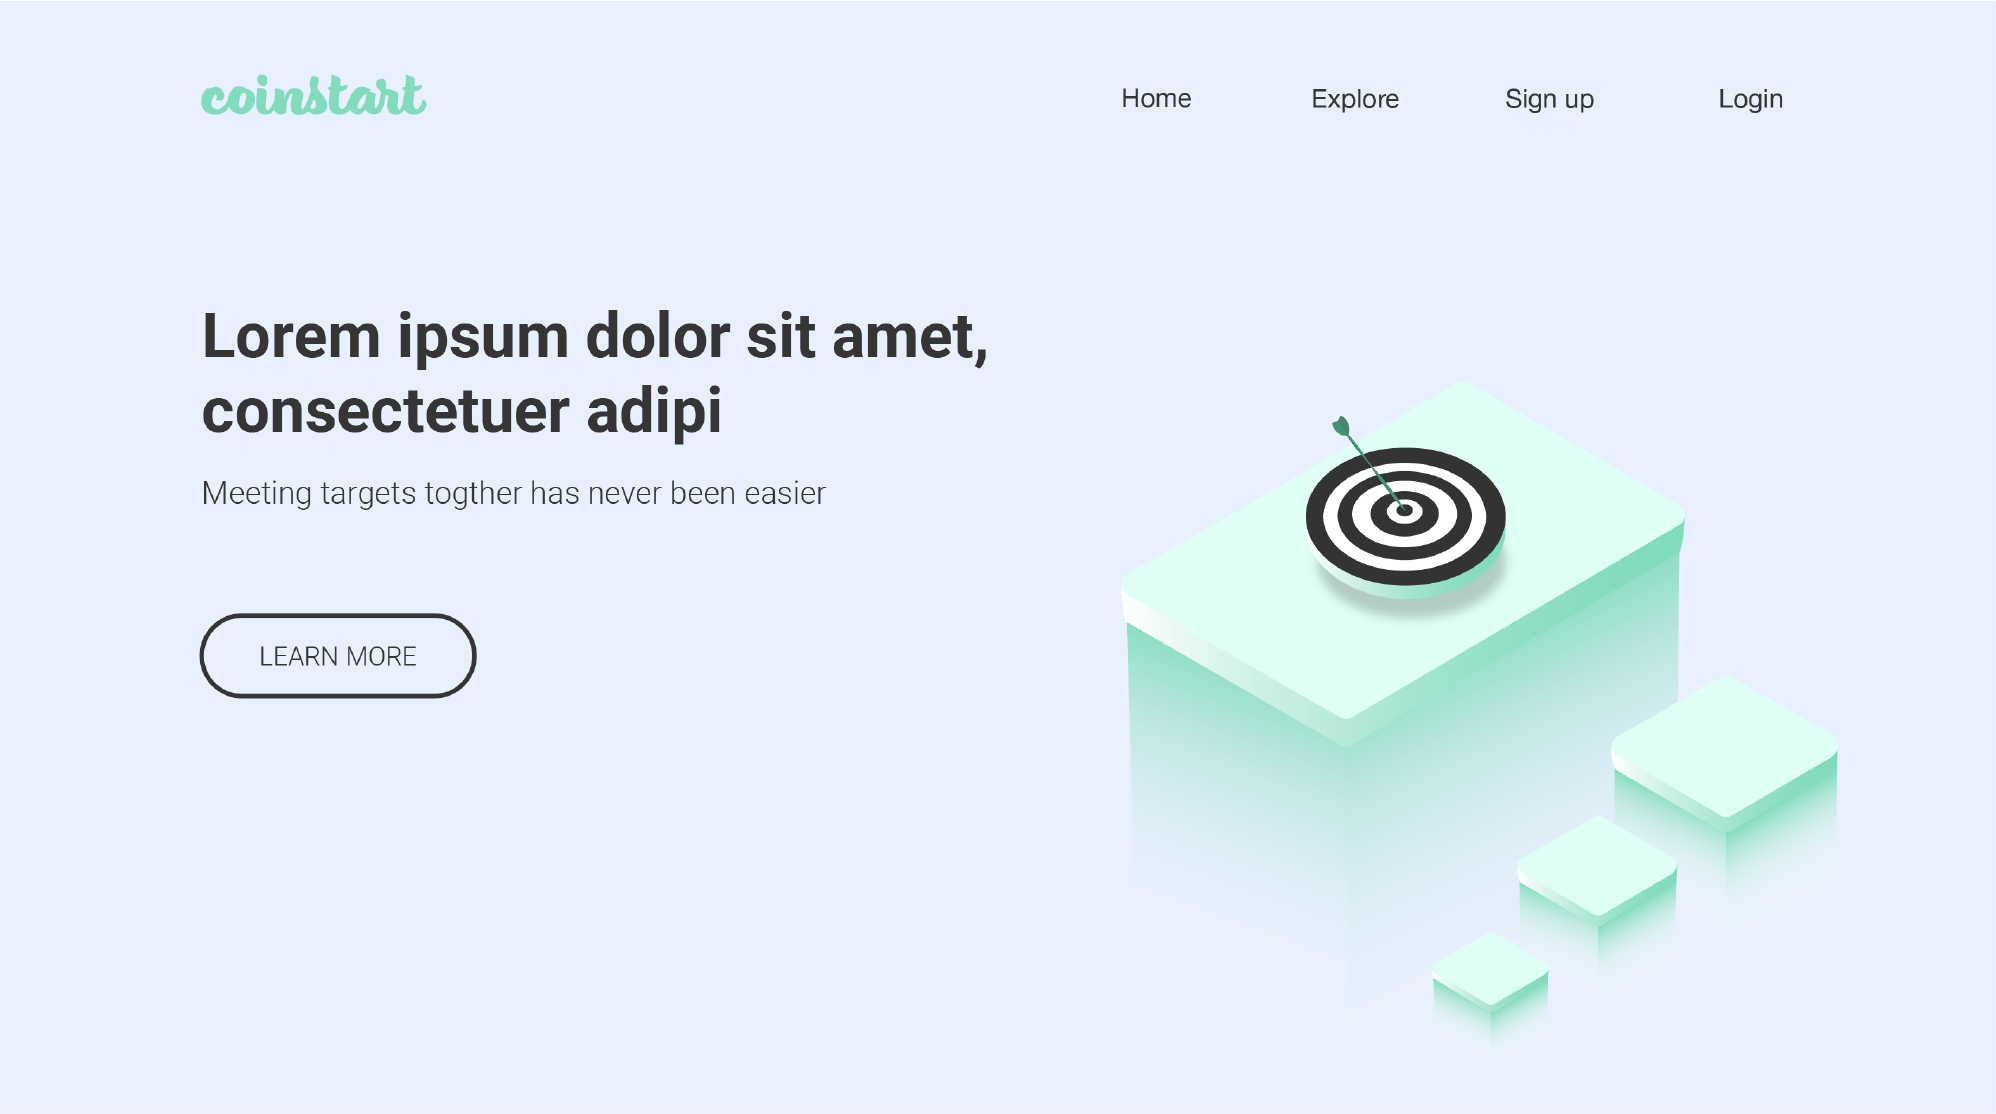 coinstart
Home Explore Sign up Login
Lorem ipsum dolor sit amet,
consectetuer adipi
Meeting targets togther has never been easier
LEARN MORE